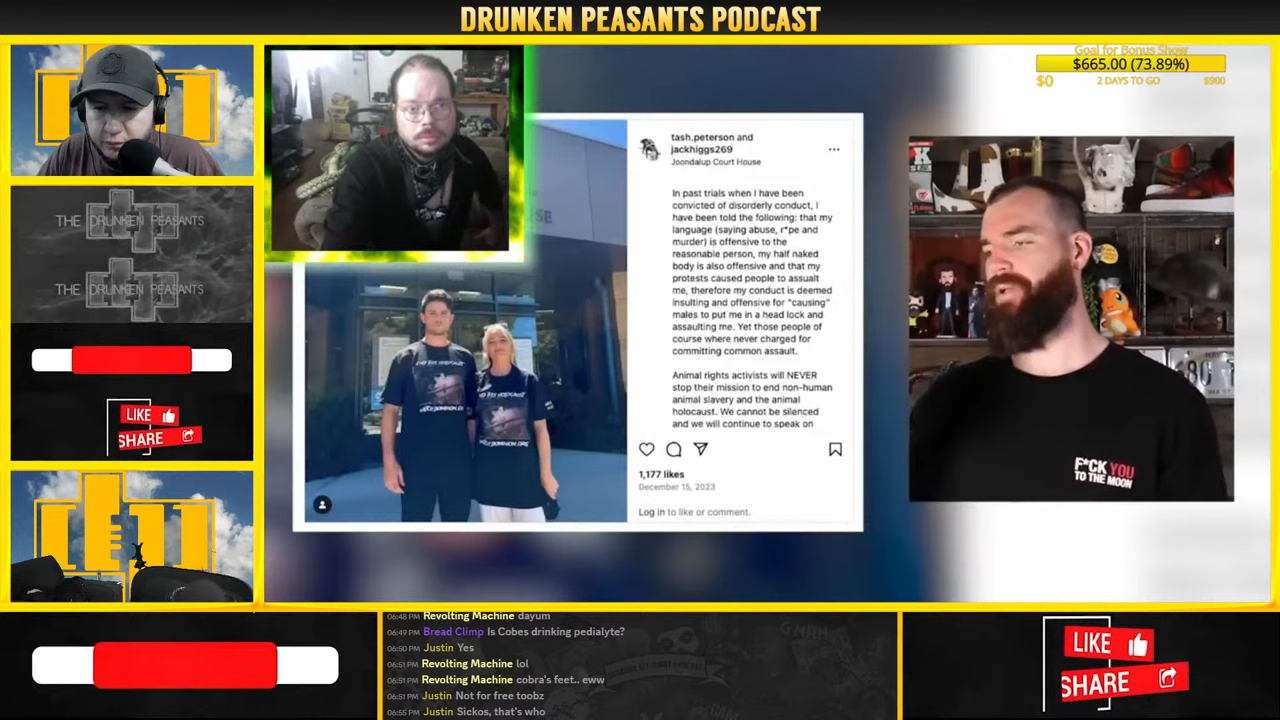 DRUNKEN PEASANTS PODCAST
THE DRUNKEN PEASANTS
THE DRUNKEN PEASANTS
LIKE
SHARE
tash.peterson and
jackhiggs269
Joondalup Court House
In past trials when I have been
convicted of disorderly conduct, I
have been told the following: that my
language (saying abuse, r*pe and
murder) is offensive to the
reasonable person, my half naked
body is also offensive and that my
protests caused people to assualt
me, therefore my conduct is deemed
insulting and offensive for "causing"
males to put me in a head lock and
assaulting me. Yet those people of
course where never charged for
committing common assault.
Animal rights activists will NEVER
stop their mission to end non-human
animal slavery and the animal
holocaust. We cannot be silenced
and we will continue to speak on
1,177 likes
December 15, 2023
Log in to like or comment.
Goal for Bonus Show
$665.00 (73.89%)
$0 2 DAYS TO GO $900
F*CK YOU
TO THE MOON
06:48 PM Revolting Machine dayum
06:49 PM Bread Climp Is Cobes drinking pedialyte?
06:50 PM Justin Yes
06:51 PM Revolting Machine lol
06:51 PM Revolting Machine cobra's feet.. eww
06:51 PM Justin Not for free toobz
06:55 PM Justin Sickos, that's who
LIKE
SHARE